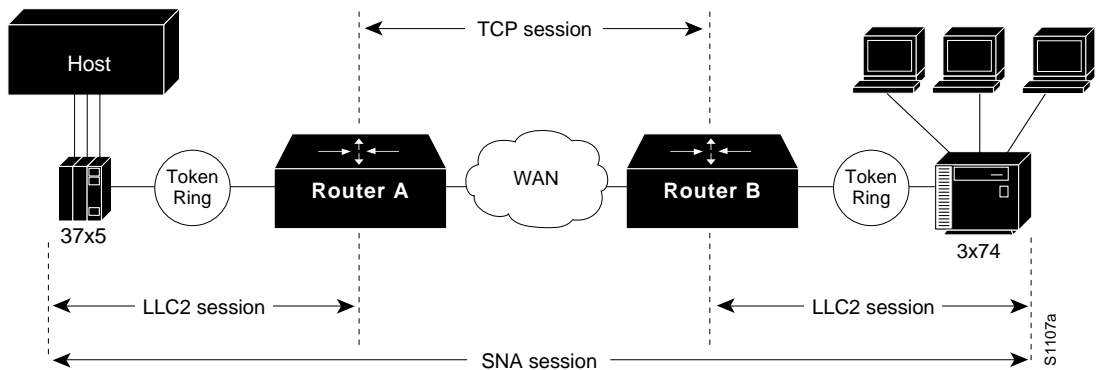 TCP session
Host
Token
Ring
Router A
WAN
Router B
Token
Ring
37x5
3x74
LLC2 session
LLC2 session
SNA session
S1107a